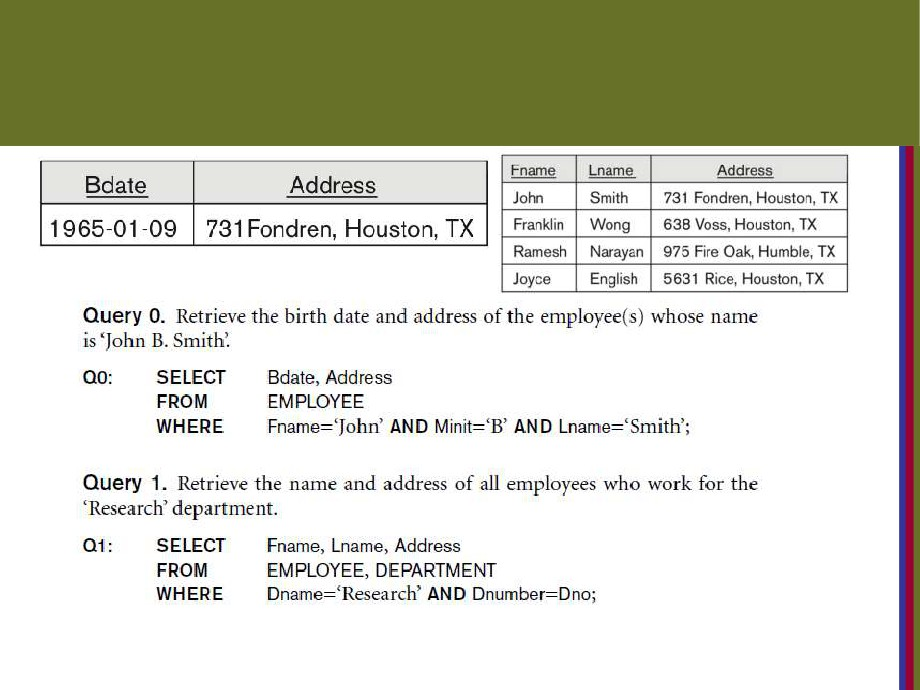 Bdate Address
1965-01-09 731Fondren, Houston, TX
Fname Lname Address
John Smith 731 Fondren, Houston, TX
Franklin Wong 638 Voss, Houston, TX
Ramesh Narayan 975 Fire Oak, Humble, TX
Joyce English 5631 Rice, Houston, TX
Query 0. Retrieve the birth date and address of the employee(s) whose name
is ‘John B. Smith’.
Q0: SELECT Bdate, Address
FROM EMPLOYEE
WHERE Fname=‘John’ AND Minit=‘B’ AND Lname=‘Smith’;
Query 1. Retrieve the name and address of all employees who work for the
‘Research’ department.
Q1: SELECT Fname, Lname, Address
FROM EMPLOYEE, DEPARTMENT
WHERE Dname=‘Research’ AND Dnumber=Dno;